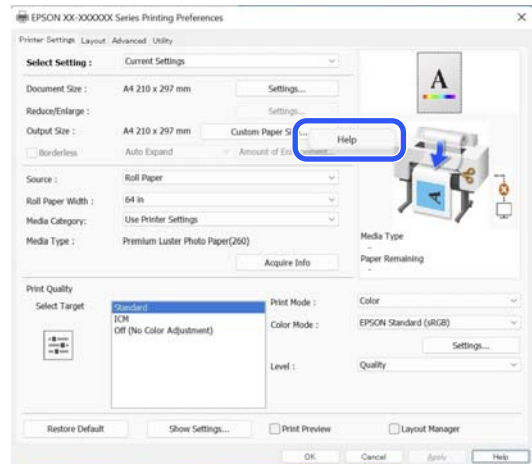 EPSON XX-XXXXXX Series Printing Preferences
Printer Settings Layout Advanced Utility
Select Setting : Current Settings
Document Size : A4 210 x 297 mm Settings...
Reduce/Enlarge : Settings...
Output Size : A4 210 x 297 mm Custom Paper Si...
Help
Borderless Auto Expand Amount of
Source : Roll Paper
Roll Paper Width : 64 in
Media Category: Use Printer Settings
Media Type : Premium Luster Photo Paper(260)
Acquire Info
A
A
Media Type
-
Paper Remaining
-
Print Quality
Select Target
Standard
ICM
Off (No Color Adjustment)
Print Mode : Color
Color Mode : EPSON Standard (sRGB)
Settings...
Level : Quality
Restore Default Show Settings... Print Preview Layout Manager
OK Cancel Apply Help